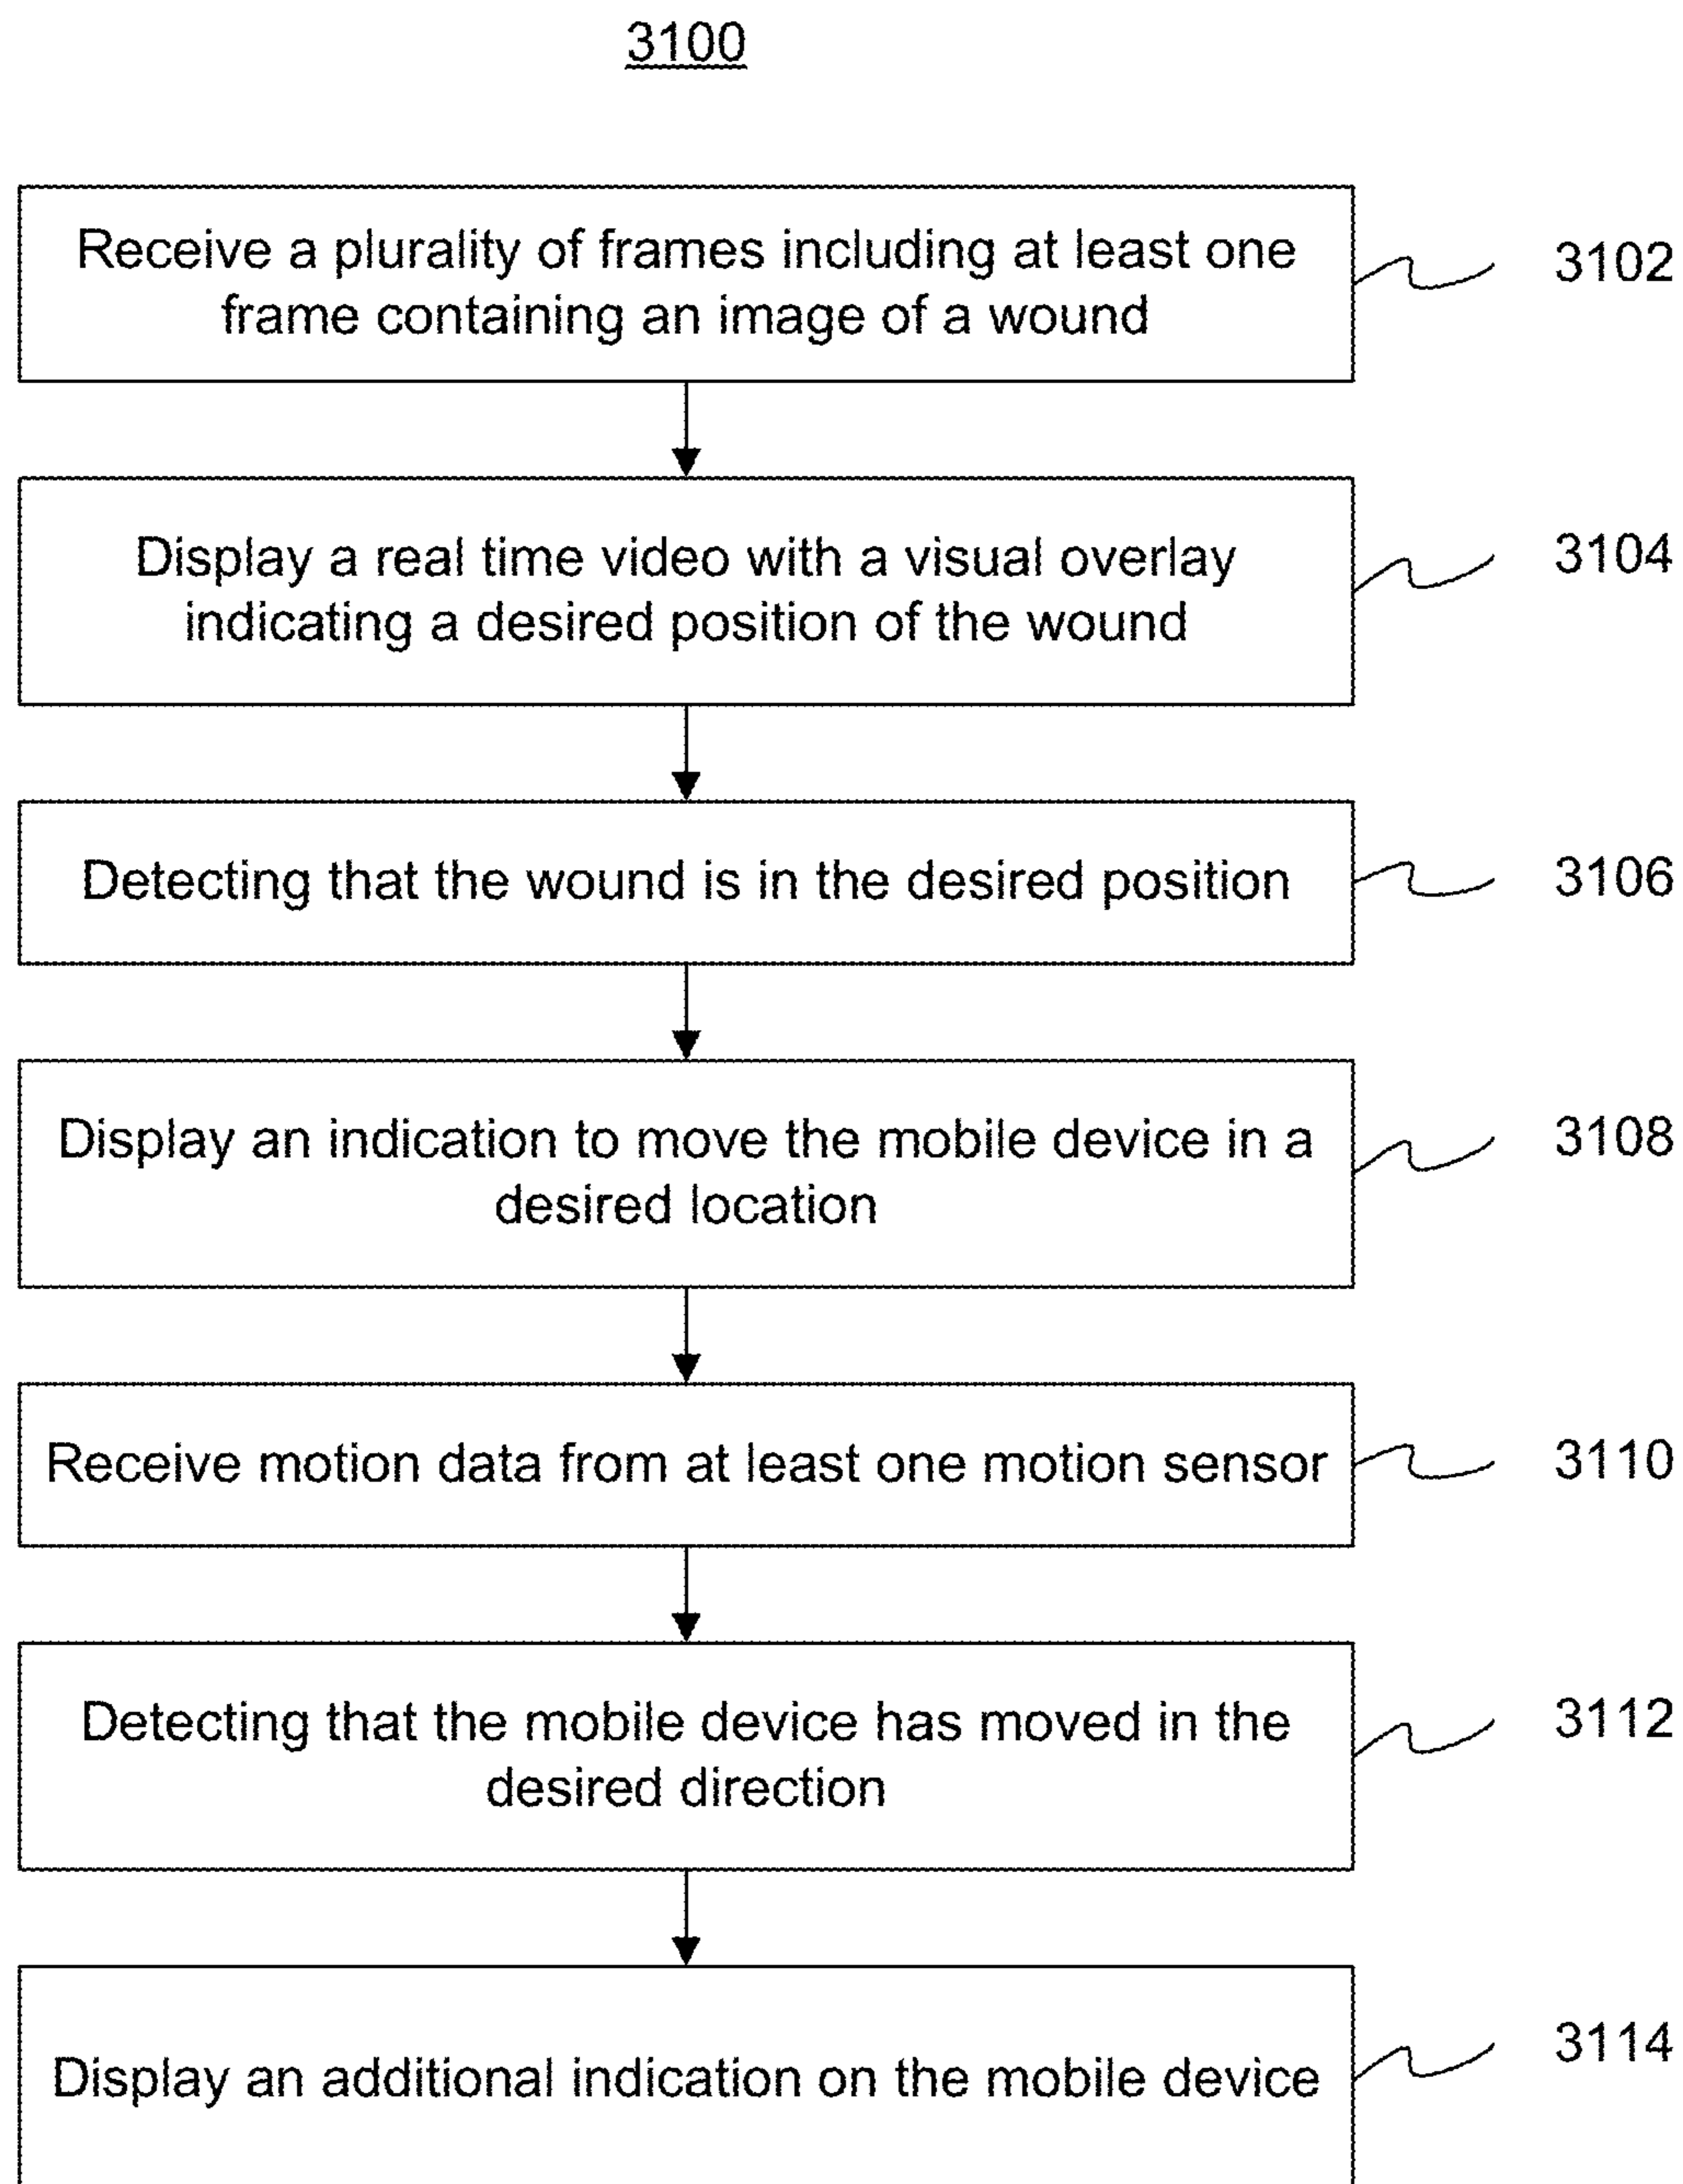 3100
Receive a plurality of frames including at least one
frame containing an image of a wound
3102
Display a real time video with a visual overlay
indicating a desired position of the wound
3104
Detecting that the wound is in the desired position
3106
Display an indication to move the mobile device in a
desired location
3108
Receive motion data from at least one motion sensor
3110
Detecting that the mobile device has moved in the
desired direction
3112
Display an additional indication on the mobile device
3114